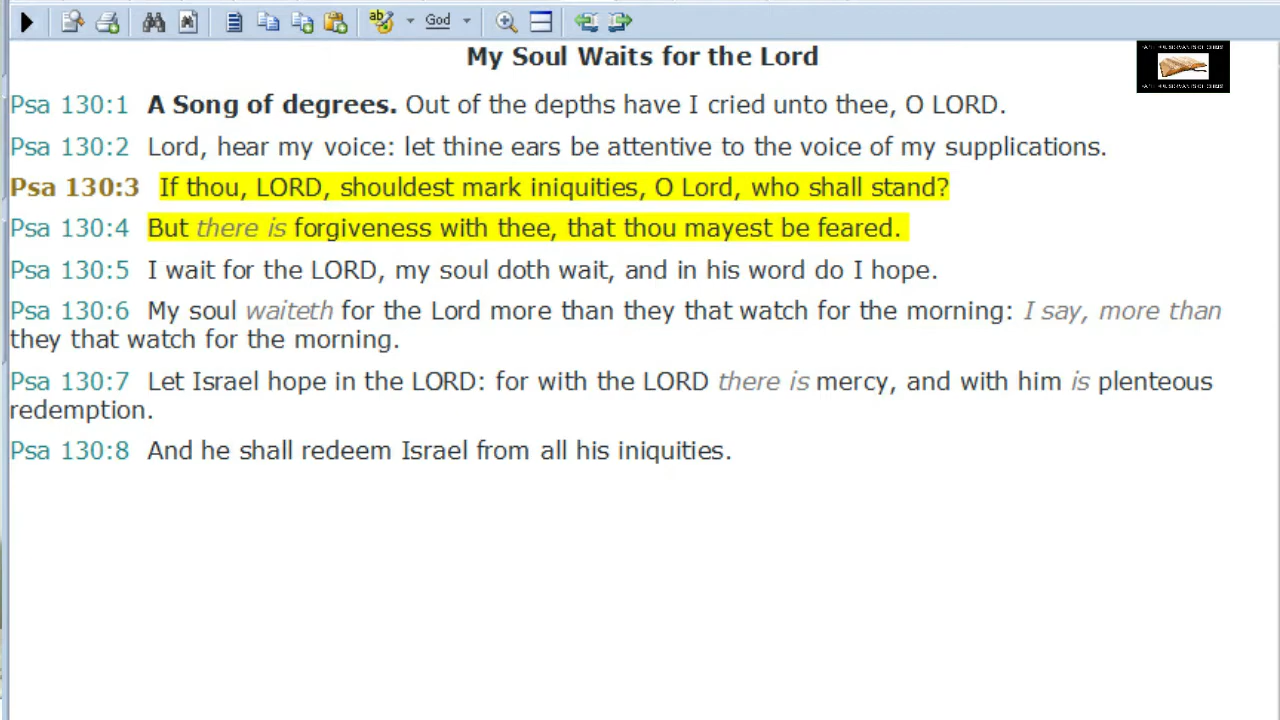 God
My Soul Waits for the Lord
Psa 130:1 A Song of degrees. Out of the depths have I cried unto thee, O LORD.
Psa 130:2 Lord, hear my voice: let thine ears be attentive to the voice of my supplications.
Psa 130:3 If thou, LORD, shouldest mark iniquities, O Lord, who shall stand?
Psa 130:4 But there is forgiveness with thee, that thou mayest be feared.
Psa 130:5 I wait for the LORD, my soul doth wait, and in his word do I hope.
Psa 130:6 My soul waiteth for the Lord more than they that watch for the morning: I say, more than
they that watch for the morning.
Psa 130:7 Let Israel hope in the LORD: for with the LORD there is mercy, and with him is plenteous
redemption.
Psa 130:8 And he shall redeem Israel from all his iniquities.